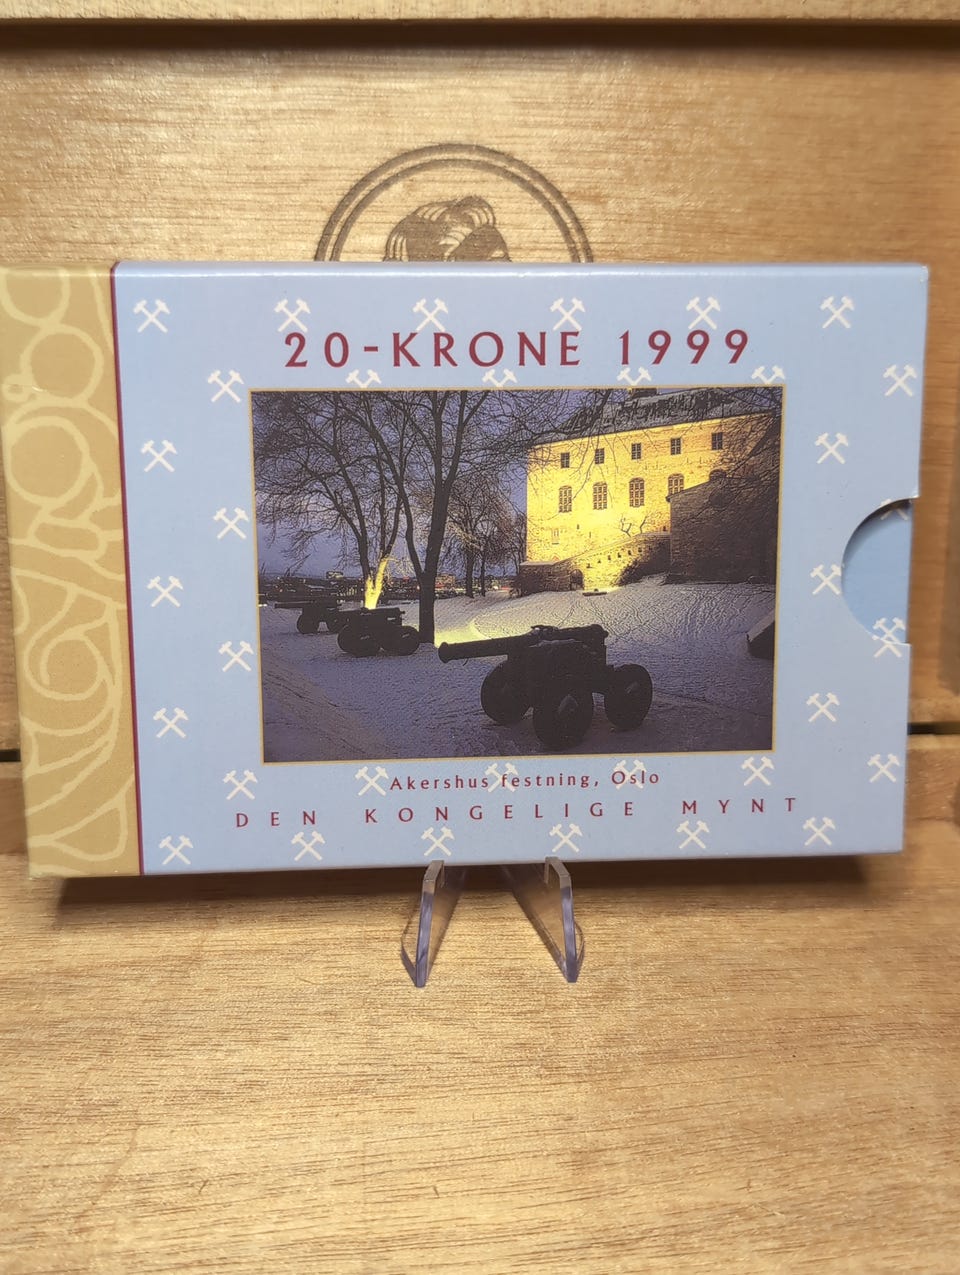 20-KRONE 1999
Akershus festning, Oslo
DEN KONGELIGE MYNT